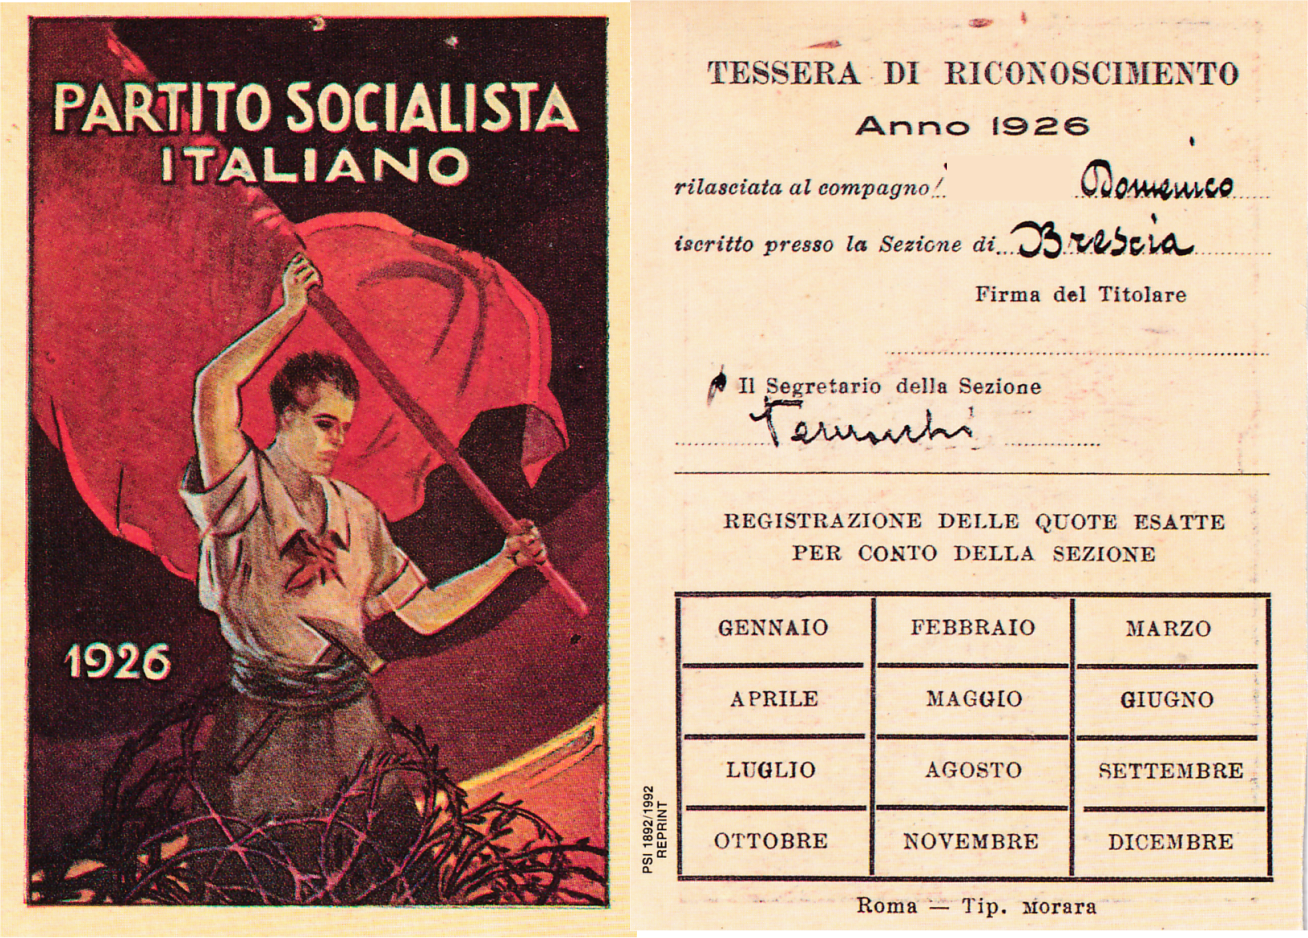 PARTITO SOCIALISTA
ITALIANO
1926
TESSERA DI RICONOSCIMENTO
Anno 1926
rilasciata al compagno Domenico
iscritto presso la Sezione di Brescia
Firma del Titolare
Il Segretario della Sezione
REGISTRAZIONE DELLE QUOTE ESATTE
PER CONTO DELLA SEZIONE
GENNAIO FEBBRAIO MARZO
APRILE MAGGIO GIUGNO
LUGLIO AGOSTO SETTEMBRE
OTTOBRE NOVEMBRE DICEMBRE
PSI 1892/1992
REPRINT
Roma — Tip. Morara